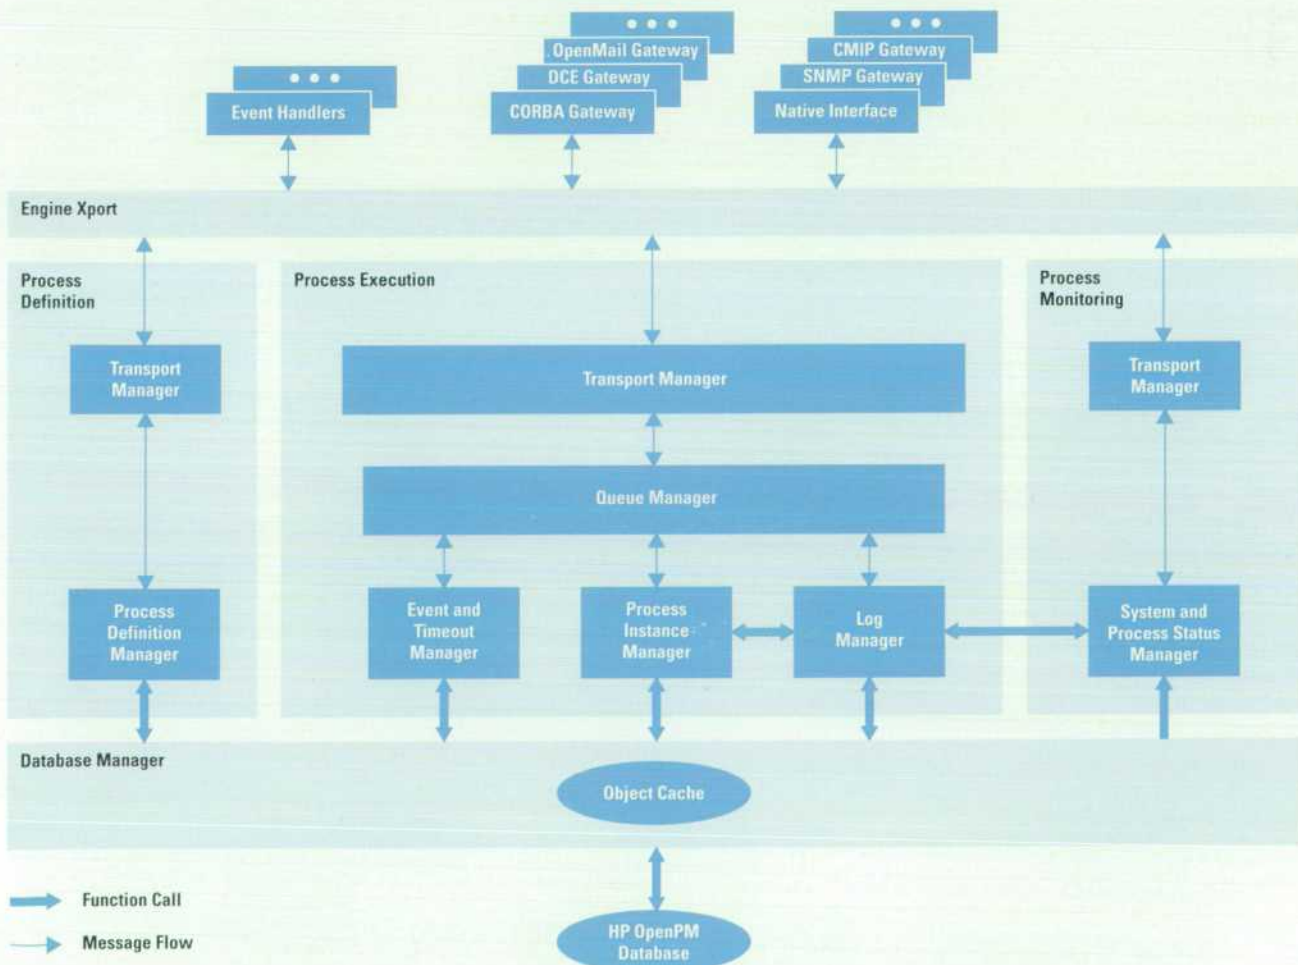 OpenMail Gateway
DCE Gateway
CORBA Gateway
CMIP Gateway
SNMP Gateway
Native Interface
Event Handlers
Engine Xport
Process
Definition
Process Execution
Process
Monitoring
Transport
Manager
Transport Manager
Transport
Manager
Queue Manager
Process
Definition
Manager
Event and
Timeout
Manager
Process
Instance
Manager
Log
Manager
System and
Process Status
Manager
Database Manager
Object Cache
Function Call
Message Flow
HP OpenPM
Database